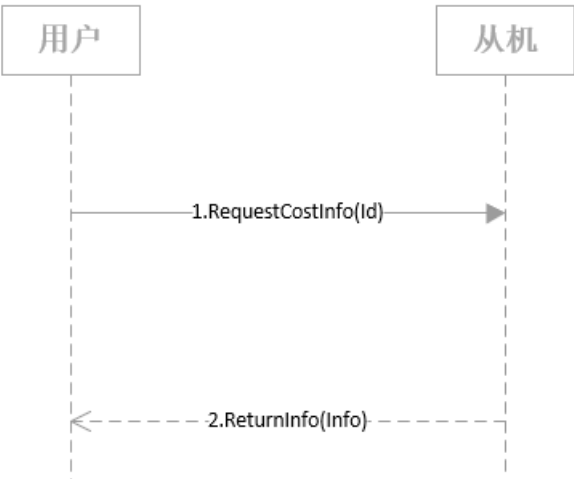 用户
从机
1.RequestCostInfo(Id)
2.ReturnInfo(Info)